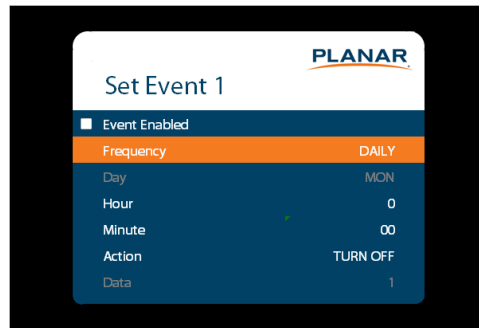 PLANAR
Set Event 1
Event Enabled
Frequency DAILY
Day MON
Hour 0
Minute 00
Action TURN OFF
Data 1